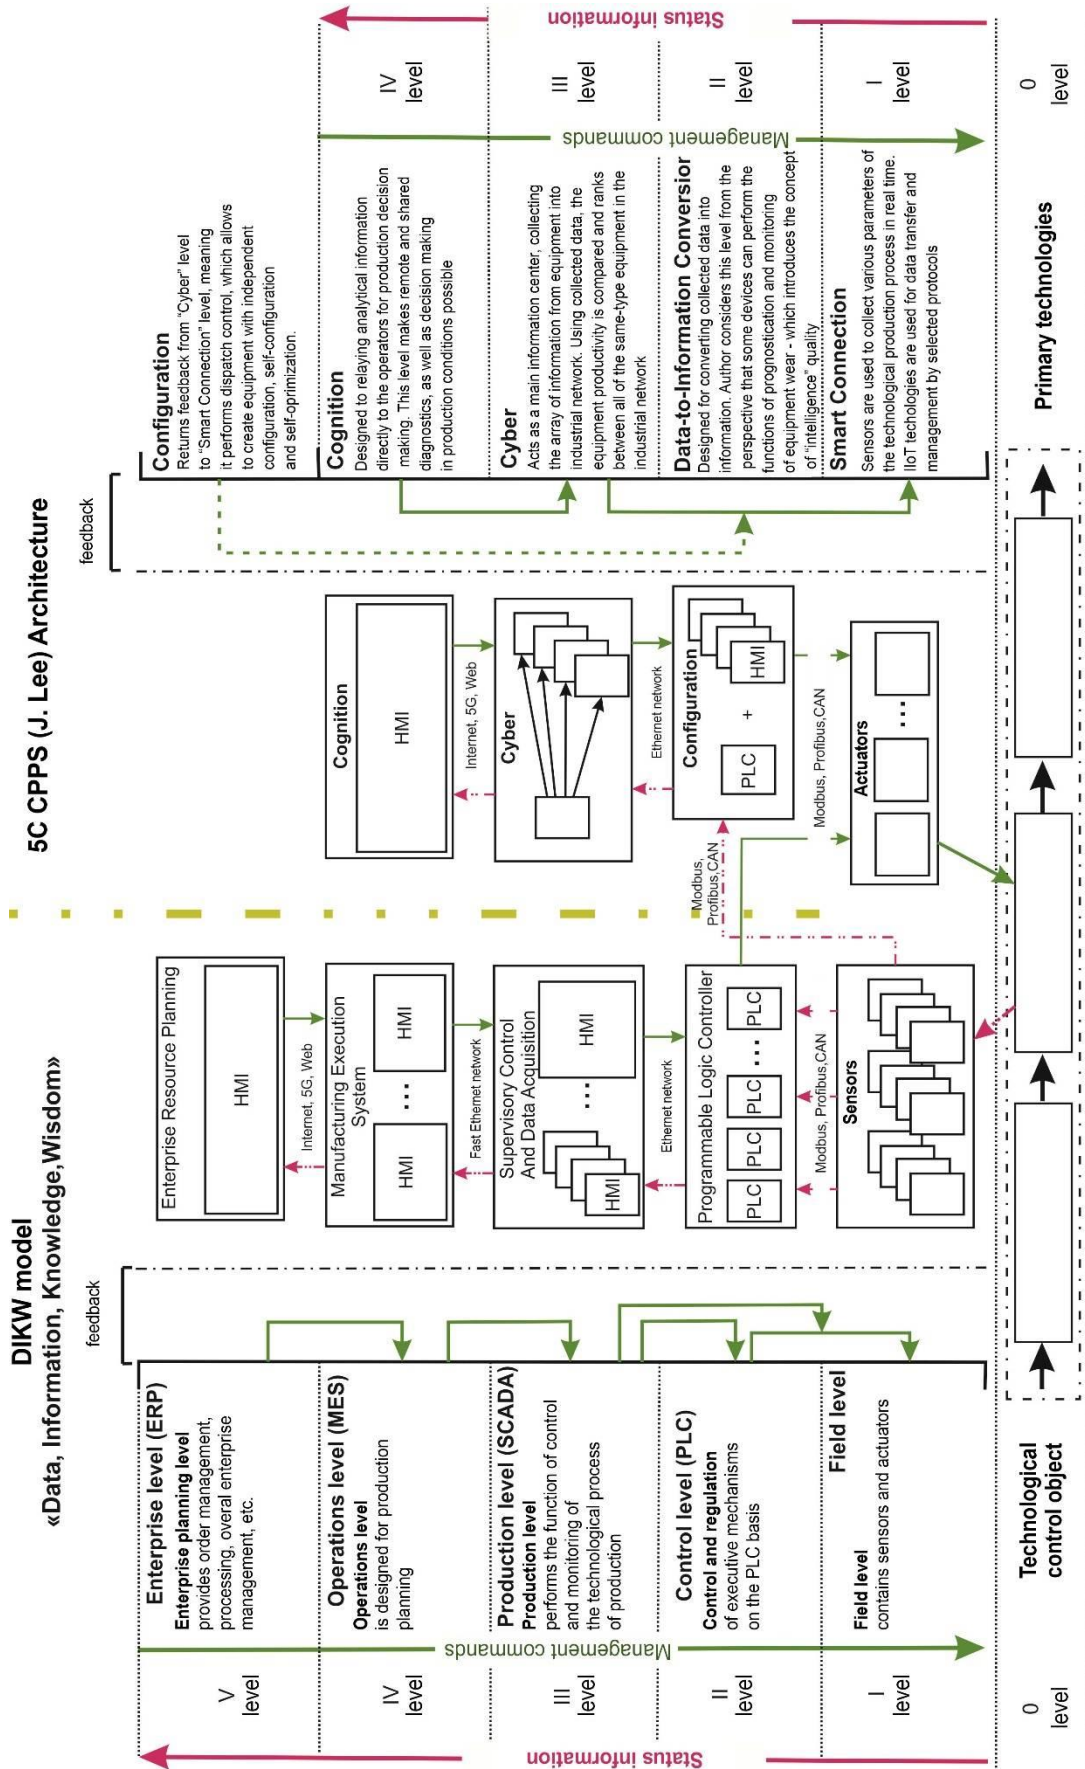 DIKW model
«Data, Information, Knowledge,Wisdom»
5C CPPS (J. Lee) Architecture
Status information
V
level
IV
level
III
level
II
level
I
level
0
level
Management commands
Enterprise level (ERP)
Enterprise planning level
provides order management,
processing, overal enterprise
management, etc.
Operations level (MES)
Operations level
is designed for production
planning
Production level (SCADA)
Production level
performs the function of control
and monitoring of
the technological process
of production
Control level (PLC)
Control and regulation
of executive mechanisms
on the PLC basis
Field level
Field level
contains sensors and actuators
Technological
control object
feedback
Enterprise Resource Planning
HMI
Internet, 5G, Web
Manufacturing Execution
System
HMI
...
HMI
Fast Ethernet network
Supervisory Control
And Data Acquisition
HMI
...
HMI
Ethernet network
Programmable Logic Controller
PLC
PLC
PLC
...
PLC
Modbus, Profibus,CAN
Sensors
Modbus,
Profibus,CAN
Cognition
HMI
Internet, 5G, Web
Cyber
Ethernet network
Configuration
PLC
+
HMI
Modbus, Profibus,CAN
Actuators
...
feedback
Configuration
Returns feedback from "Cyber" level
to "Smart Connection" level, meaning
it performs dispatch control, which allows
to create equipment with independent
configuration, self-configuration
and self-oprimization.
Cognition
Designed to relaying analytical information
directly to the operators for production decision
making. This level makes remote and shared
diagnostics, as well as decision making
in production conditions possible
Cyber
Acts as a main information center, collecting
the array of information from equipment into
industrial network. Using collected data, the
equipment productivity is compared and ranks
between all of the same-type equipment in the
industrial network
Data-to-Information Conversior
Designed for converting collected data into
information. Author considers this level from the
perspective that some devices can perform the
functions of prognostication and monitoring
of equipment wear - which introduces the concept
of "intelligence" quality
Smart Connection
Sensors are used to collect various parameters of
the technological production process in real time.
IIoT technologies are used for data transfer and
management by selected protocols
Primary technologies
Management commands
IV
level
III
level
II
level
I
level
0
level
Status information